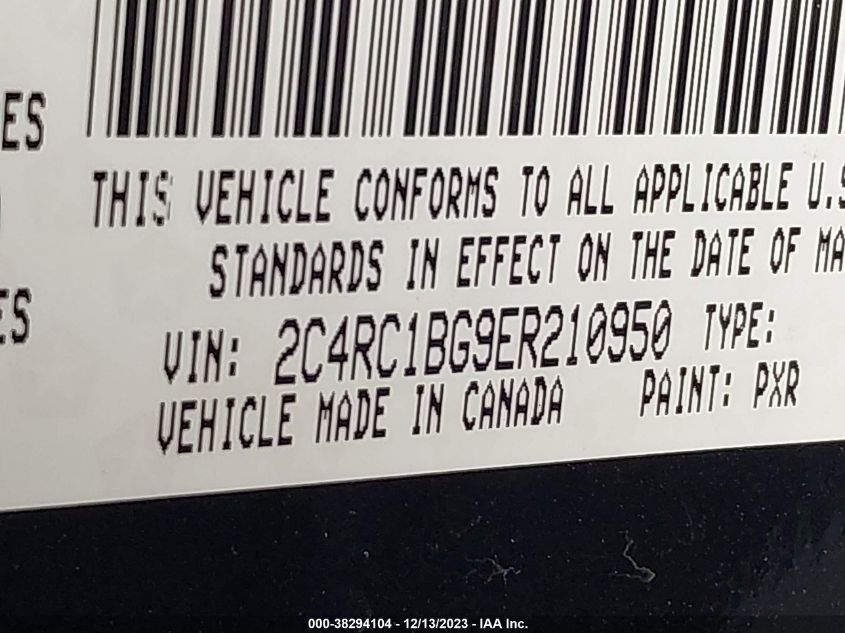 ES
THIS VEHICLE CONFORMS TO ALL APPLICABLE U.S
STANDARDS IN EFFECT ON THE DATE OF MA
ES
VIN: 2C4RC1BG9ER210950 TYPE:
VEHICLE MADE IN CANADA PAINT: PXR
000-38294104 - 12/13/2023 - IAA Inc.